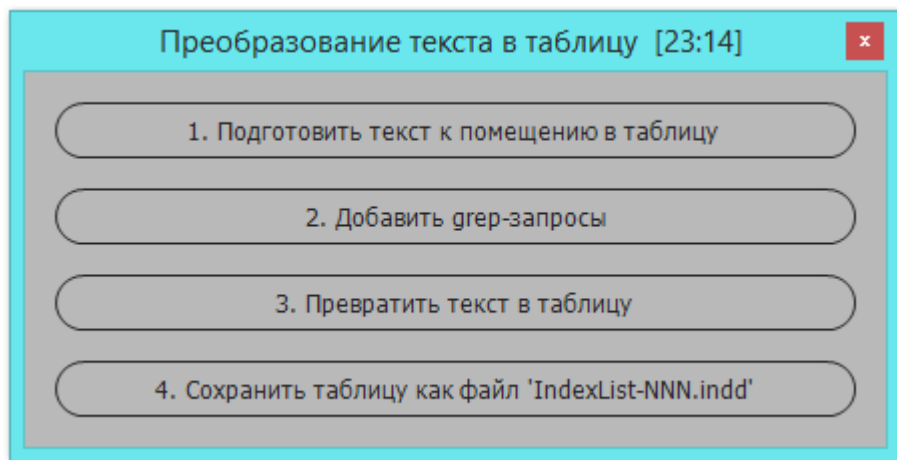 Преобразование текста в таблицу [23:14]
x
1. Подготовить текст к помещению в таблицу
2. Добавить grep-запросы
3. Превратить текст в таблицу
4. Сохранить таблицу как файл 'IndexList-NNN.indd'